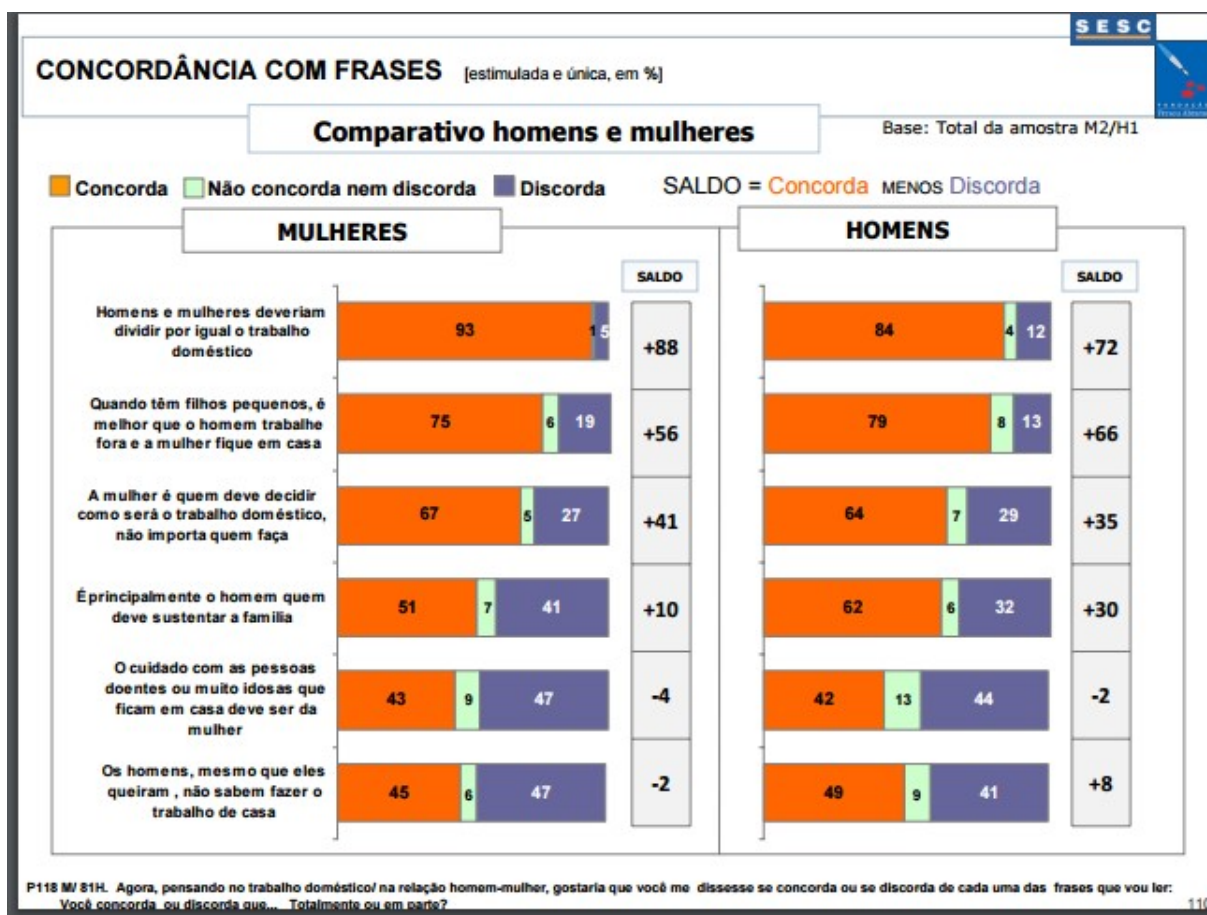 SESC
CONCORDÂNCIA COM FRASES [estimulada e única, em %]
Comparativo homens e mulheres
Base: Total da amostra M2/H1
Concorda Não concorda nem discorda Discorda
SALDO = Concorda MENOS Discorda
MULHERES
HOMENS
SALDO
SALDO
Homens e mulheres deveriam
dividir por igual o trabalho
doméstico
93 1 5 +88
84 4 12 +72
Quando têm filhos pequenos, é
melhor que o homem trabalhe
fora e a mulher fique em casa
75 6 19 +56
79 8 13 +66
A mulher é quem deve decidir
como será o trabalho doméstico,
não importa quem faça
67 5 27 +41
64 7 29 +35
É principalmente o homem quem
deve sustentar a família
51 7 41 +10
62 6 32 +30
O cuidado com as pessoas
doentes ou muito idosas que
ficam em casa deve ser da
mulher
43 9 47 -4
42 13 44 -2
Os homens, mesmo que eles
queiram , não sabem fazer o
trabalho de casa
45 6 47 -2
49 9 41 +8
P118 M/ 81H. Agora, pensando no trabalho doméstico/ na relação homem-mulher, gostaria que você me dissesse se concorda ou se discorda de cada uma das frases que vou ler:
Você concorda ou discorda que... Totalmente ou em parte?
110